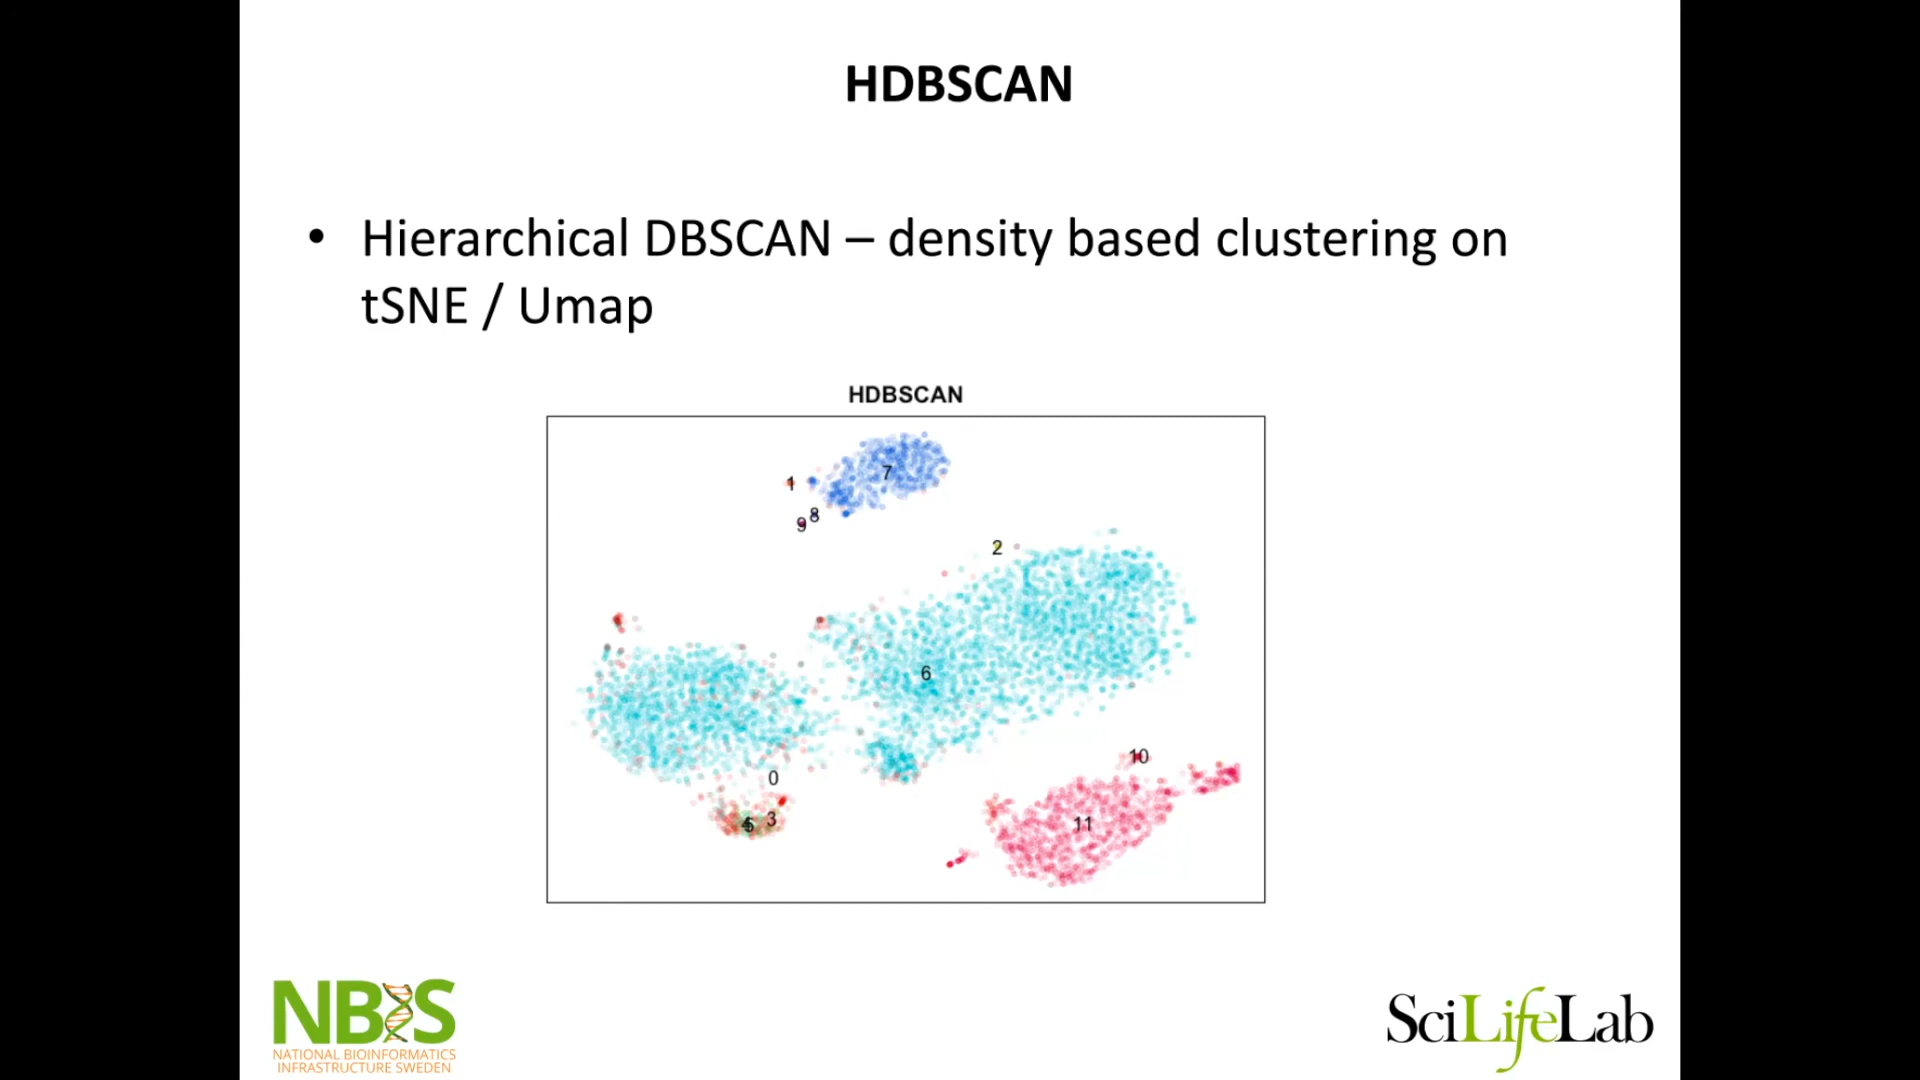 HDBSCAN
• Hierarchical DBSCAN – density based clustering on
tSNE / Umap
HDBSCAN
7
1
8
9
2
6
10
0
3
4
5
11
NBIS
NATIONAL BIOINFORMATICS
INFRASTRUCTURE SWEDEN
SciLifeLab